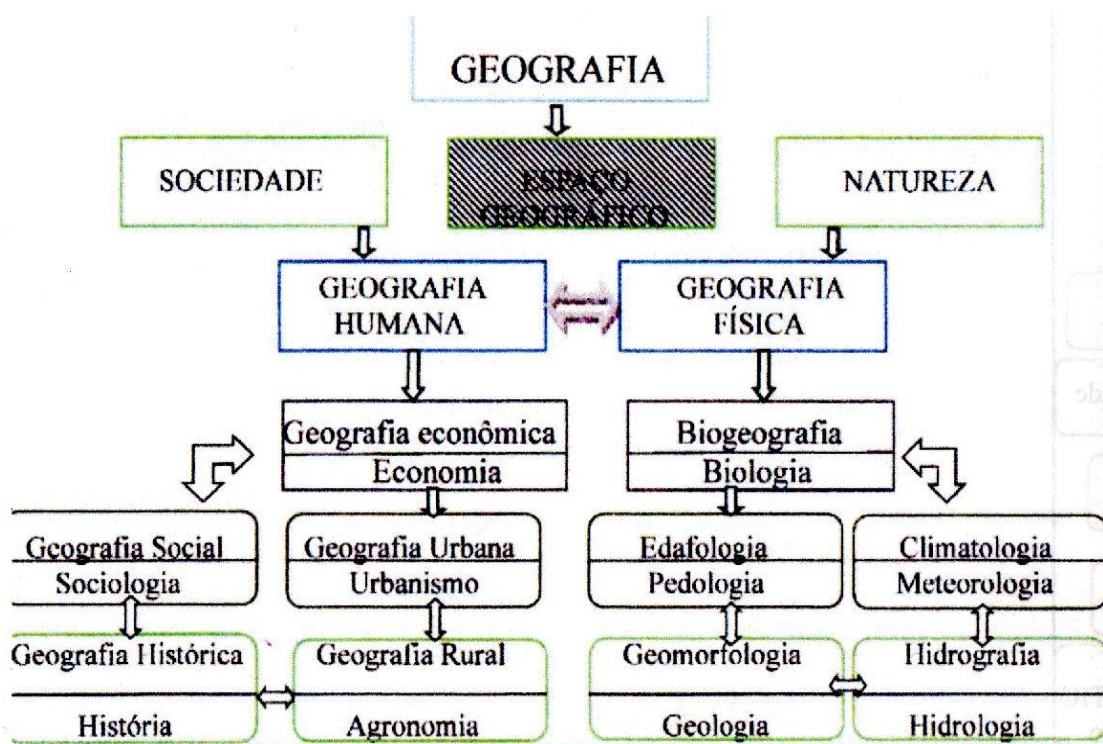 GEOGRAFIA
SOCIEDADE
ESPAÇO
GEOGRÁFICO
NATUREZA
GEOGRAFIA
HUMANA
GEOGRAFIA
FÍSICA
Geografia econômica
Economia
Biogeografia
Biologia
Geografia Social
Sociologia
Geografia Urbana
Urbanismo
Edafologia
Pedologia
Climatologia
Meteorologia
Geografia Histórica
História
Geografia Rural
Agronomia
Geomorfologia
Geologia
Hidrografia
Hidrologia